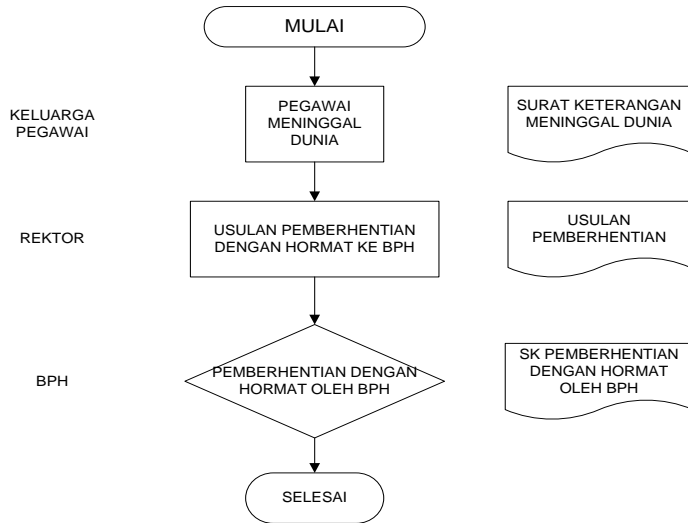 MULAI
KELUARGA
PEGAWAI
PEGAWAI
MENINGGAL
DUNIA
SURAT KETERANGAN
MENINGGAL DUNIA
REKTOR
USULAN PEMBERHENTIAN
DENGAN HORMAT KE BPH
USULAN
PEMBERHENTIAN
BPH
PEMBERHENTIAN DENGAN
HORMAT OLEH BPH
SK PEMBERHENTIAN
DENGAN HORMAT
OLEH BPH
SELESAI